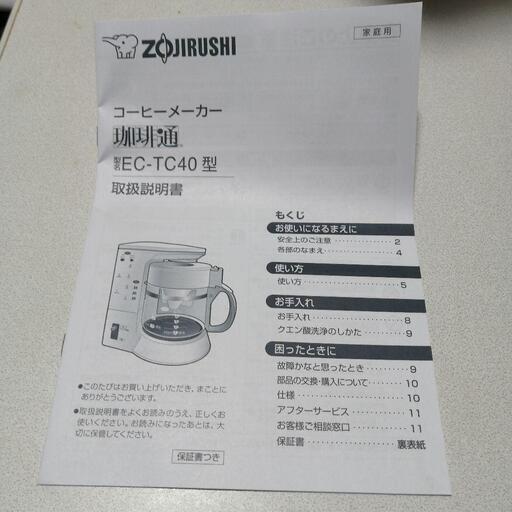 ZOJIRUSHI
家庭用
コーヒーメーカー
珈琲通
型名 EC-TC40 型
取扱説明書
もくじ
お使いになるまえに
安全上のご注意 ·············· 2
各部のなまえ ················ 4
使い方
使い方 ······················ 5
お手入れ
お手入れ ···················· 8
クエン酸洗浄のしかた ········ 9
困ったときに
故障かなと思ったとき ········ 9
部品の交換・購入について ···· 10
仕様 ························ 10
アフターサービス ············ 11
お客様ご相談窓口 ············ 11
保証書 ·················· 裏表紙
●このたびはお買い上げいただき、まことに
ありがとうございます。
●取扱説明書をよくお読みのうえ、正しくお
使いください。お読みになったあとは、大
切に保管してください。
保証書つき